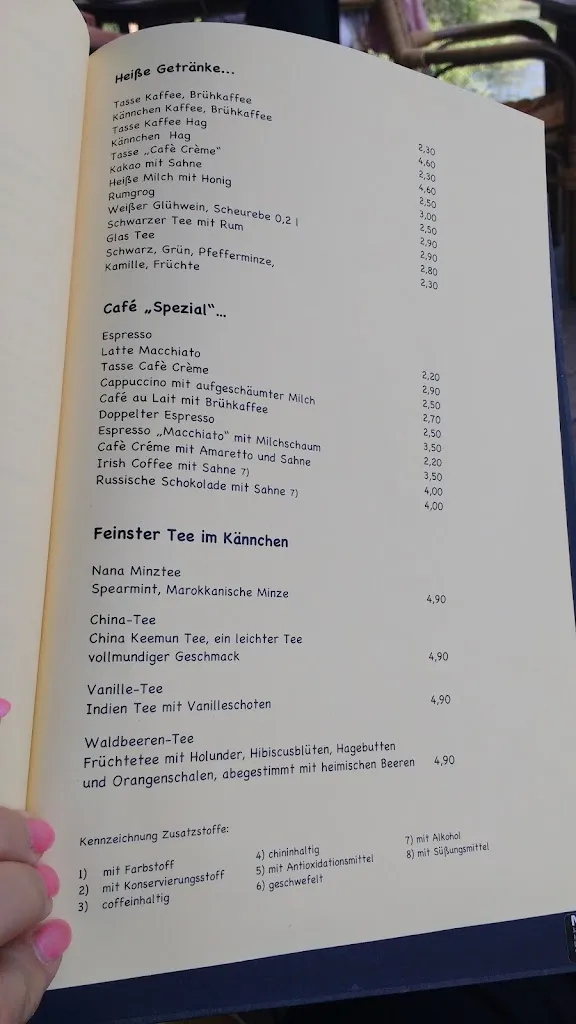 Heiße Getränke...
Tasse Kaffee, Brühkaffee 2,30
Kännchen Kaffee, Brühkaffee 4,60
Tasse Kaffee Hag 2,30
Kännchen Hag 4,60
Tasse „Cafè Crème“ 2,50
Kakao mit Sahne 3,00
Heiße Milch mit Honig 2,50
Rumgrog 2,90
Weißer Glühwein, Scheurebe 0,2 l 2,90
Schwarzer Tee mit Rum 2,80
Glas Tee
Schwarz, Grün, Pfefferminze,
Kamille, Früchte 2,30
Café „Spezial“...
Espresso 2,20
Latte Macchiato 2,90
Tasse Cafè Crème 2,50
Cappuccino mit aufgeschäumter Milch 2,70
Café au Lait mit Brühkaffee 2,50
Doppelter Espresso 3,50
Espresso „Macchiato“ mit Milchschaum 2,20
Cafè Créme mit Amaretto und Sahne 3,50
Irish Coffee mit Sahne 7) 4,00
Russische Schokolade mit Sahne 7) 4,00
Feinster Tee im Kännchen
Nana Minztee
Spearmint, Marokkanische Minze 4,90
China-Tee
China Keemun Tee, ein leichter Tee
vollmundiger Geschmack 4,90
Vanille-Tee
Indien Tee mit Vanilleschoten 4,90
Waldbeeren-Tee
Früchtetee mit Holunder, Hibiscusblüten, Hagebutten
und Orangenschalen, abegestimmt mit heimischen Beeren 4,90
Kennzeichnung Zusatzstoffe:
1) mit Farbstoff
2) mit Konservierungsstoff
3) coffeinhaltig
4) chininhaltig
5) mit Antioxidationsmittel
6) geschwefelt
7) mit Alkohol
8) mit Süßungsmittel